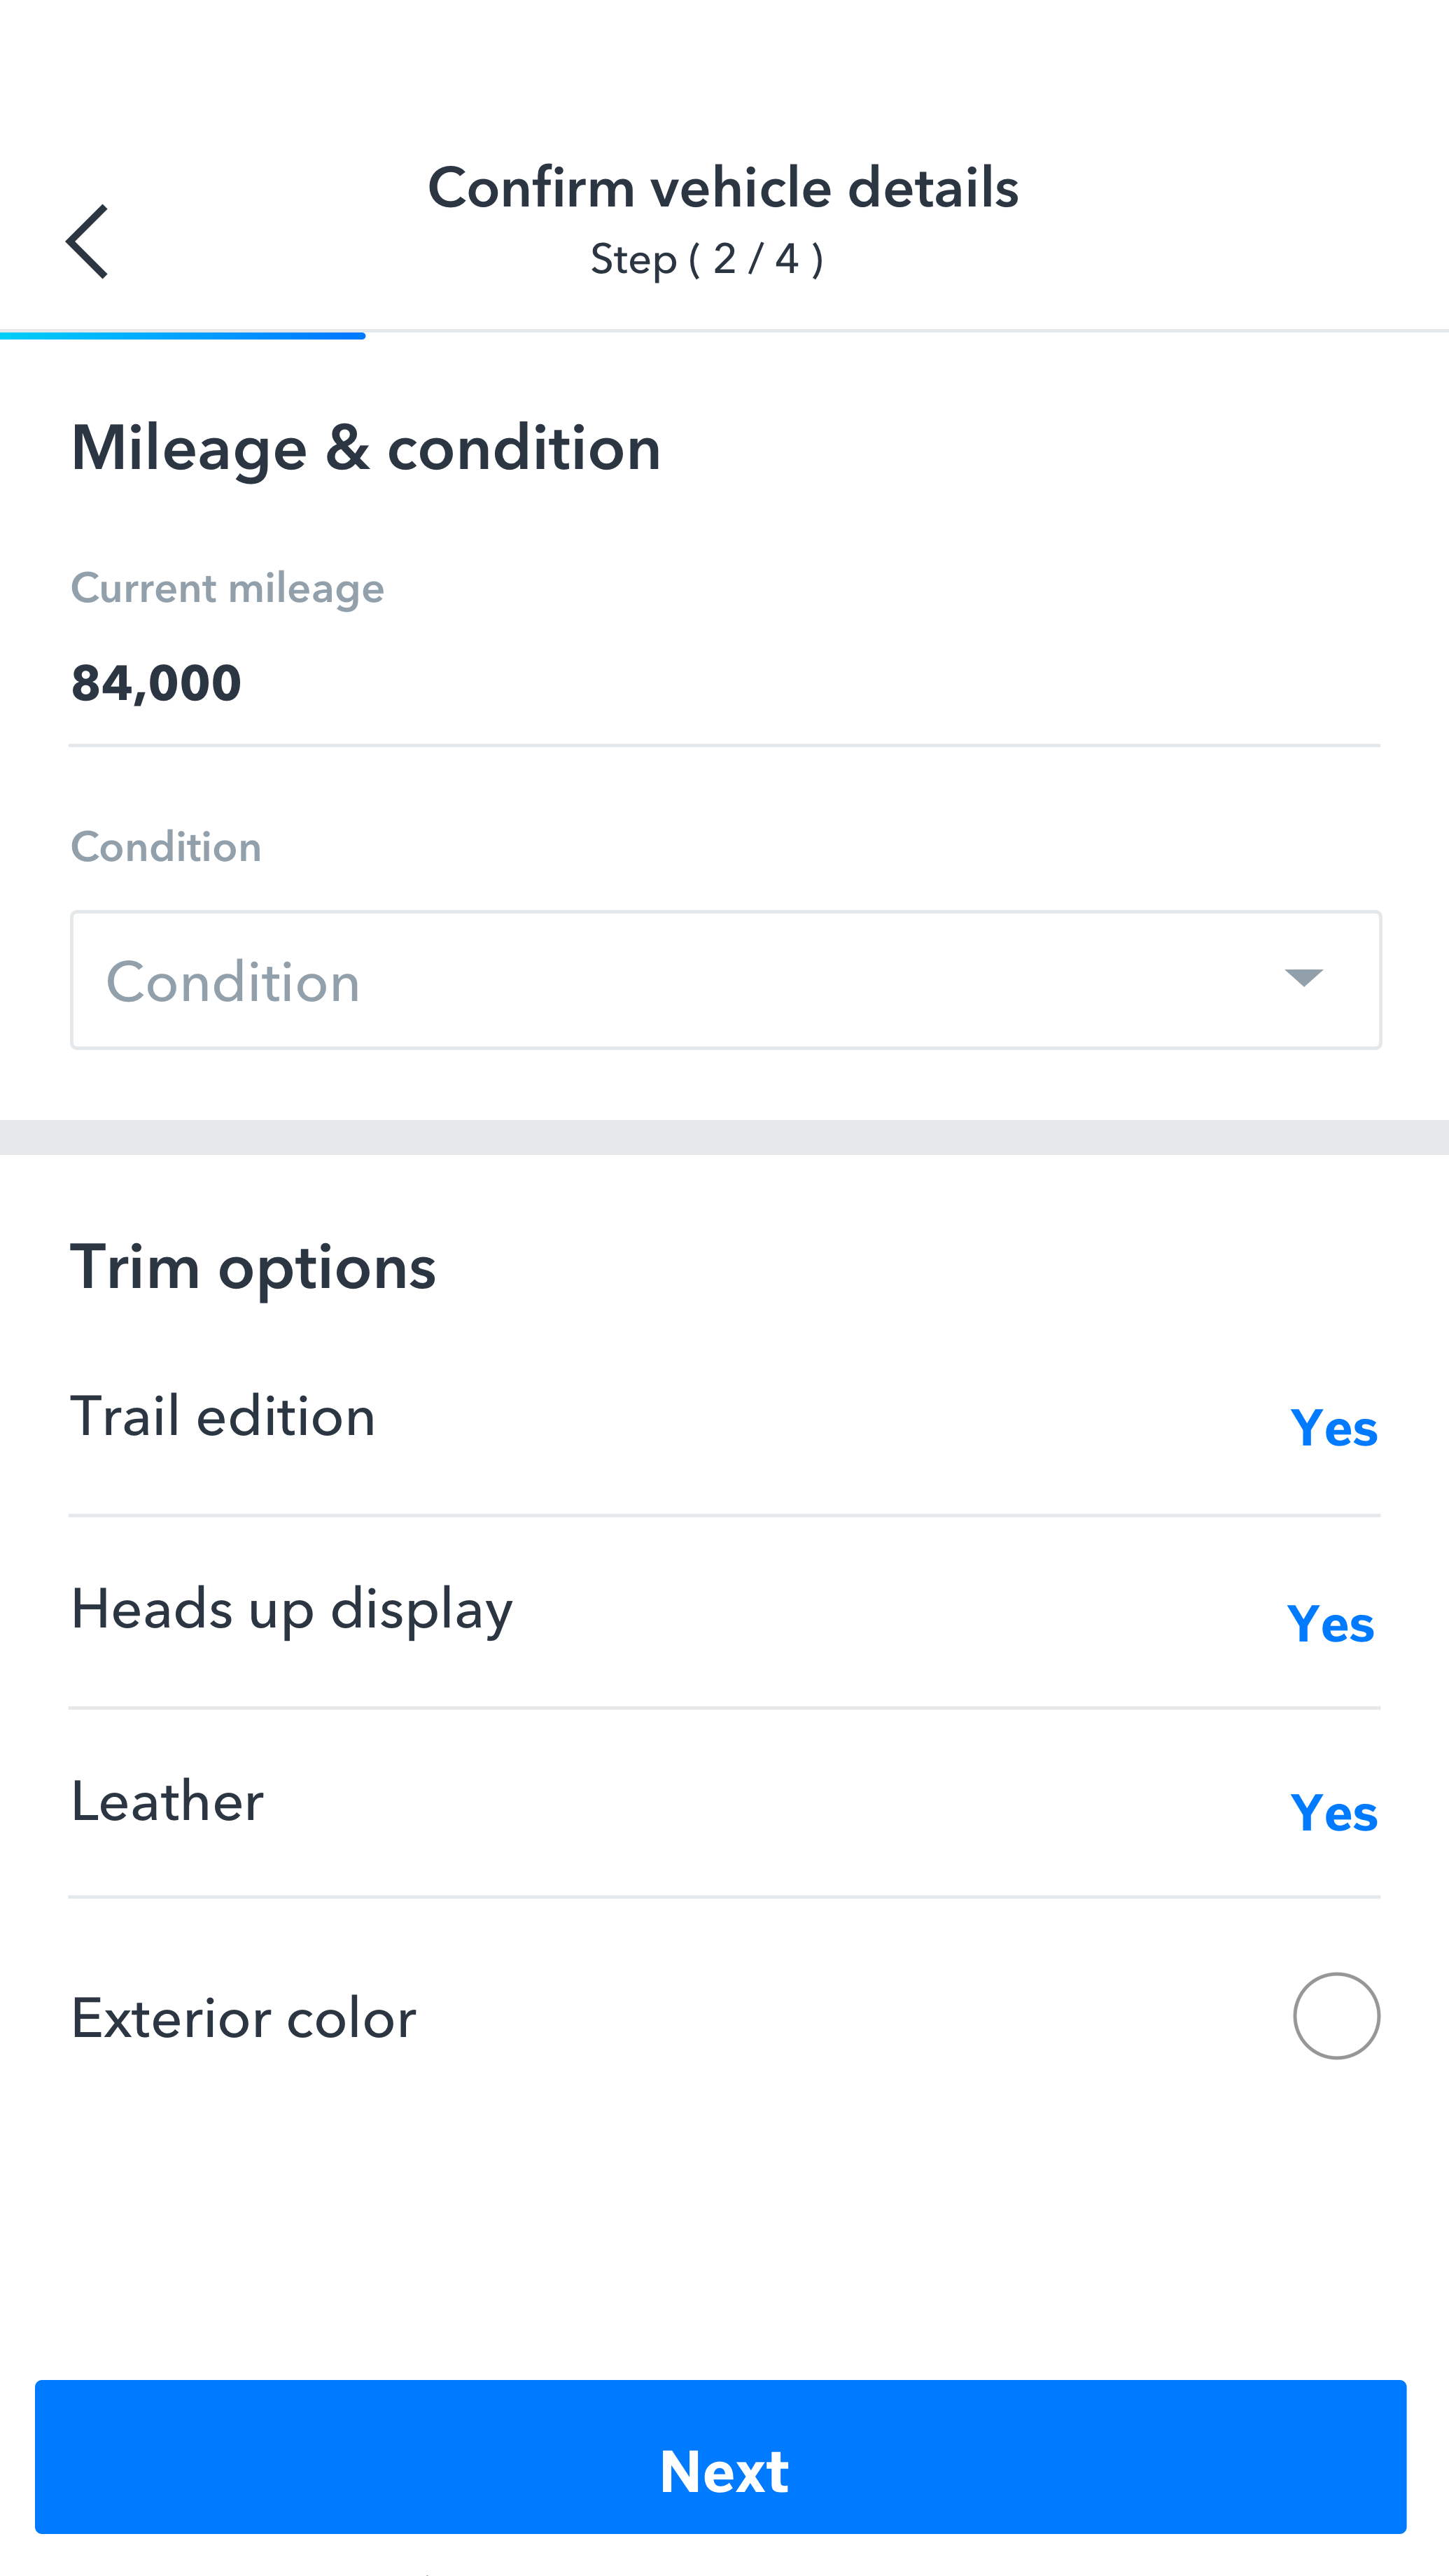 Confirm vehicle details
Step ( 2 / 4 )
Mileage & condition
Current mileage
84,000
Condition
Condition
Trim options
Trail edition
Yes
Heads up display
Yes
Leather
Yes
Exterior color
Next